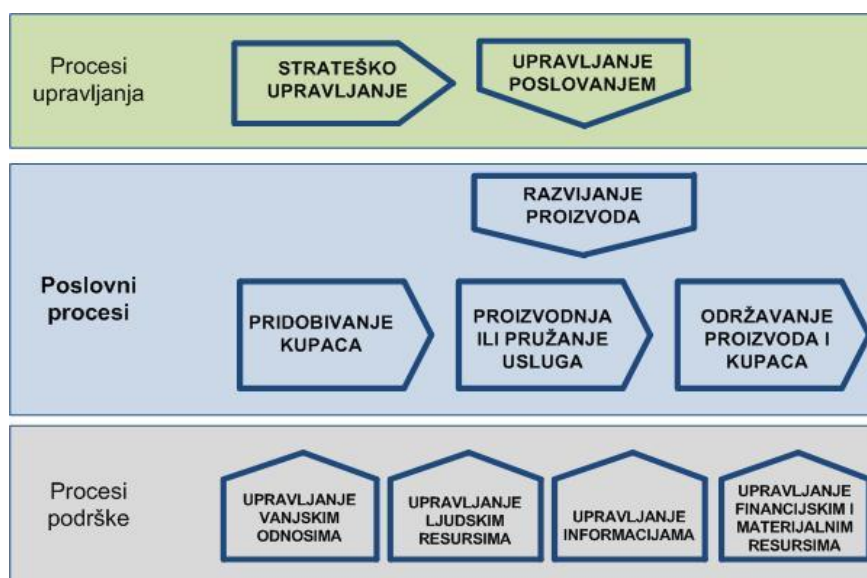 Procesi
upravljanja
STRATEŠKO
UPRAVLJANJE
UPRAVLJANJE
POSLOVANJEM
RAZVIJANJE
PROIZVODA
Poslovni
procesi
PRIDOBIVANJE
KUPACA
PROIZVODNJA
ILI PRUŽANJE
USLUGA
ODRŽAVANJE
PROIZVODA I
KUPACA
Procesi
podrške
UPRAVLJANJE
VANJSKIM
ODNOSIMA
UPRAVLJANJE
LJUDSKIM
RESURSIMA
UPRAVLJANJE
INFORMACIJAMA
UPRAVLJANJE
FINANCIJSKIM I
MATERIJALNIM
RESURSIMA